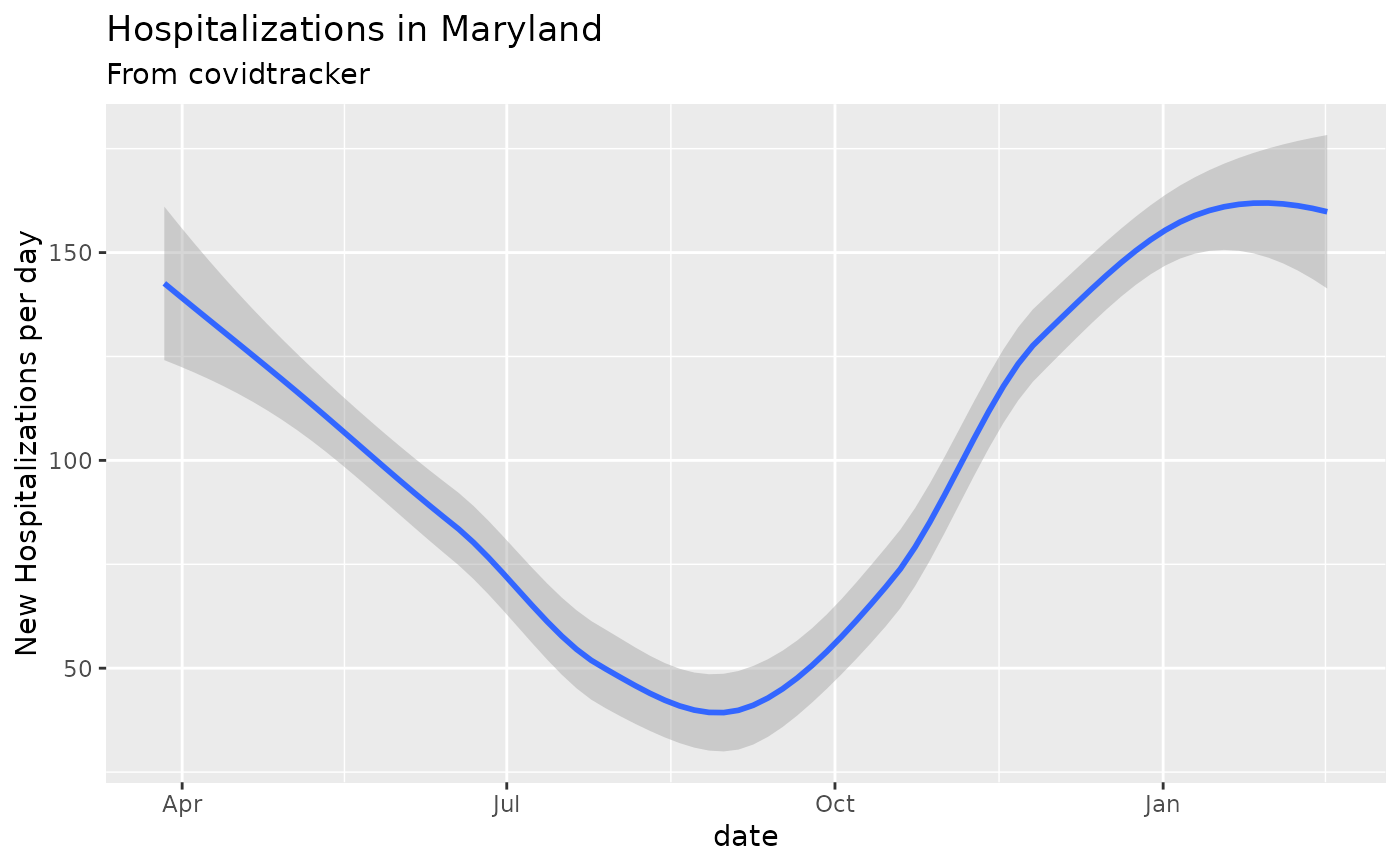 Hospitalizations in Maryland
From covidtracker
New Hospitalizations per day
150
100
50
Apr Jul Oct Jan
date